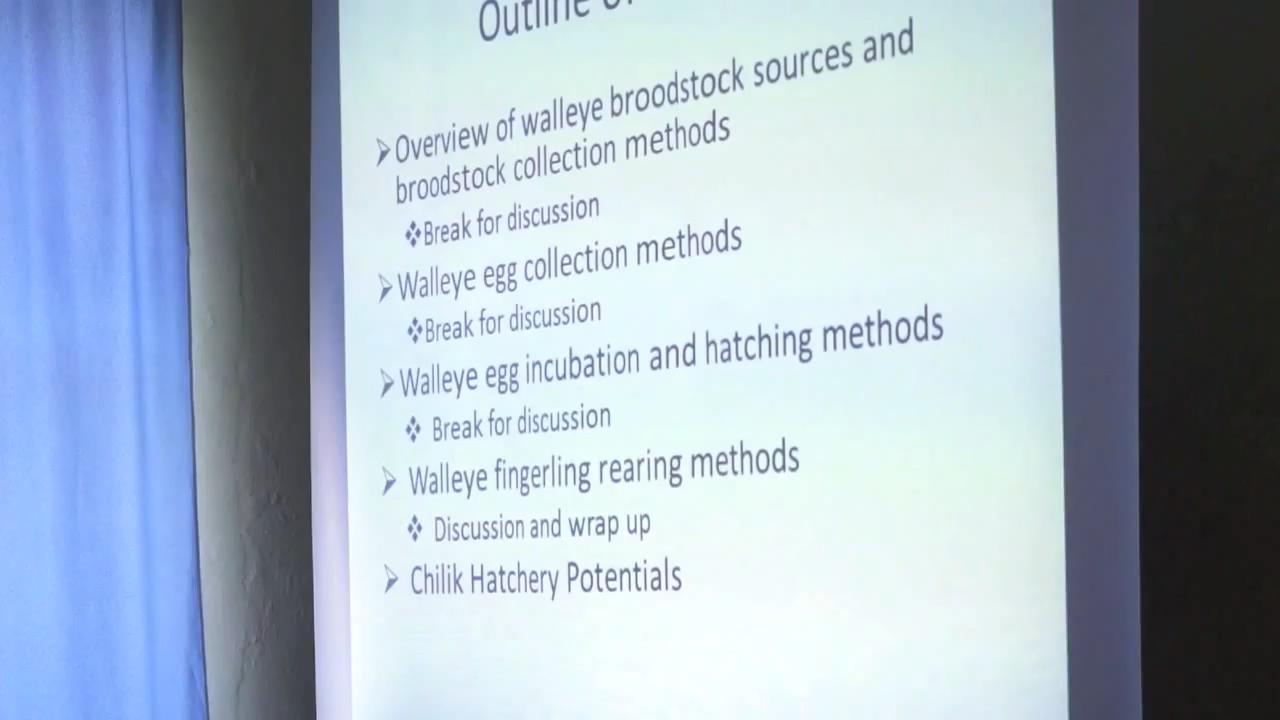 Outline
Overview of walleye broodstock sources and
broodstock collection methods
Break for discussion
Walleye egg collection methods
Break for discussion
Walleye egg incubation and hatching methods
Break for discussion
Walleye fingerling rearing methods
Discussion and wrap up
Chilik Hatchery Potentials